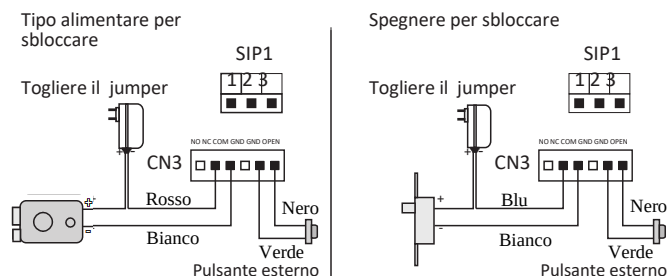 Tipo alimentare per
sbloccare
SIP1
1 2 3
Togliere il jumper
+ -
NO NC COM GND GND OPEN
CN3
+
-
Rosso
Bianco
Nero
Verde
Pulsante esterno
Spegnere per sbloccare
SIP1
1 2 3
Togliere il jumper
+ -
NO NC COM GND GND OPEN
CN3
+
-
Blu
Bianco
Nero
Verde
Pulsante esterno